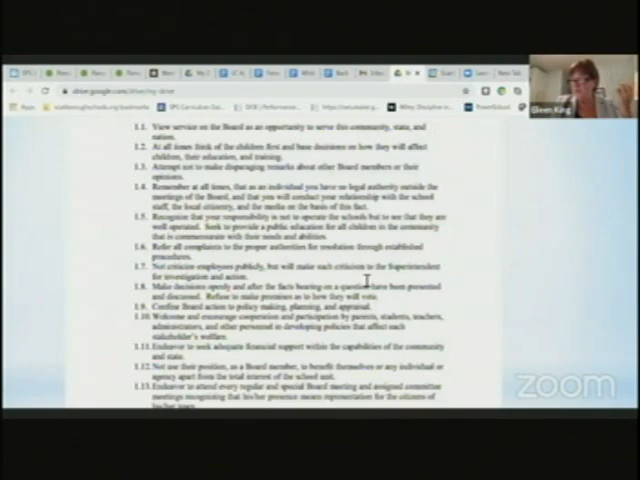 drive.google.com/drive/my-drive
Apps
PowerSchool
Eileen King
1.1. View service on the Board as an opportunity to serve this community, state, and
nation.
1.2. At all times think of the children first and base decisions on how they will affect
children, their education, and training.
1.3. Attempt not to make disparaging remarks about other Board members or their
opinions.
1.4. Remember at all times, that as an individual you have no legal authority outside the
meetings of the Board, and that you will conduct your relationship with the school
staff, the local citizenry, and the media on the basis of this fact.
1.5. Recognize that your responsibility is not to operate the schools but to see that they are
well operated. Seek to provide a public education for all children in the community
that is commensurate with their needs and abilities.
1.6. Refer all complaints to the proper authorities for resolution through established
procedures.
1.7. Not criticize employees publicly, but will make such criticism to the Superintendent
for investigation and action.
1.8. Make decisions openly and after the facts bearing on a question have been presented
and discussed. Refuse to make promises as to how they will vote.
1.9. Confine Board action to policy making, planning, and appraisal.
1.10. Welcome and encourage cooperation and participation by parents, students, teachers,
administrators, and other personnel in developing policies that affect each
stakeholder's welfare.
1.11. Endeavor to seek adequate financial support within the capabilities of the community
and state.
1.12. Not use their position, as a Board member, to benefit themselves or any individual or
agency apart from the total interest of the school unit.
1.13. Endeavor to attend every regular and special Board meeting and assigned committee
meetings recognizing that his/her presence means representation for the citizens of
his/her town.
zoom